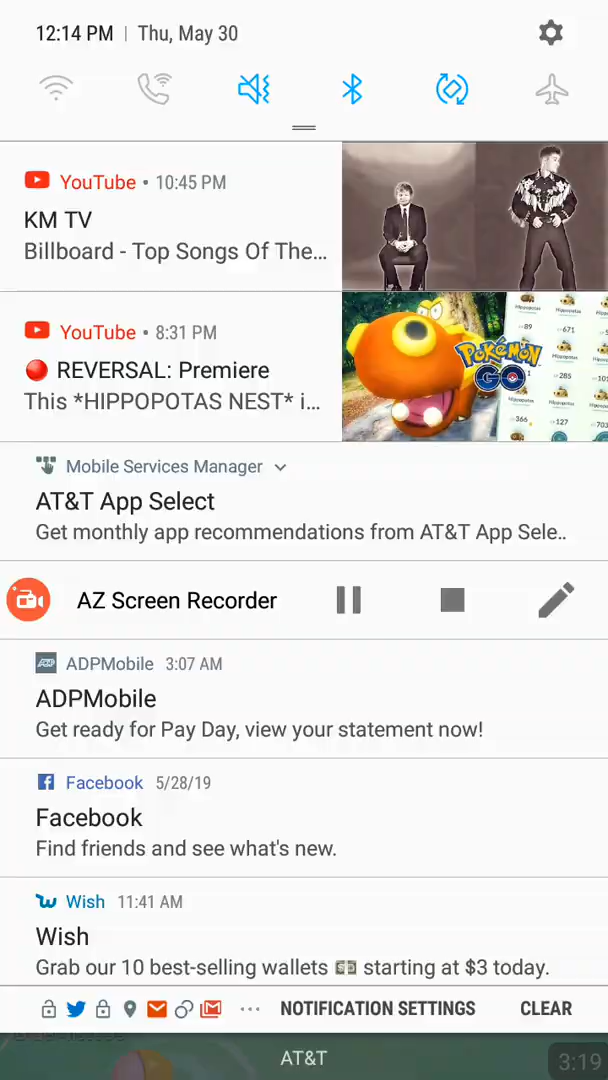 12:14 PM | Thu, May 30
YouTube • 10:45 PM
KM TV
Billboard - Top Songs Of The...
YouTube • 8:31 PM
🔴 REVERSAL: Premiere
This *HIPPOPOTAS NEST* i...
POKéMON
GO
Mobile Services Manager
AT&T App Select
Get monthly app recommendations from AT&T App Sele..
AZ Screen Recorder
ADPMobile 3:07 AM
ADPMobile
Get ready for Pay Day, view your statement now!
Facebook 5/28/19
Facebook
Find friends and see what's new.
Wish 11:41 AM
Wish
Grab our 10 best-selling wallets 💵 starting at $3 today.
... NOTIFICATION SETTINGS CLEAR
AT&T
3:19